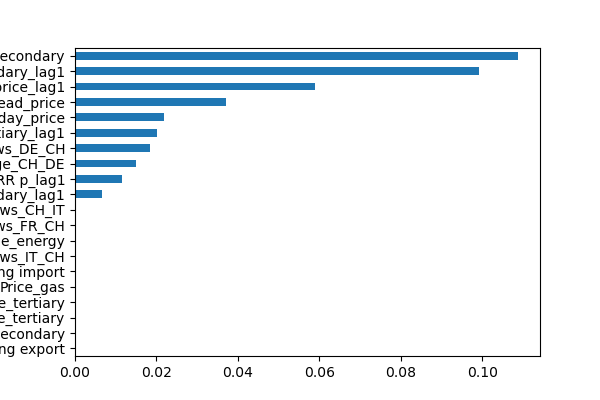 econdary
dary_lag1
rice_lag1
ead_price
day_price
tiary_lag1
ws_DE_CH
ge_CH_DE
RR p_lag1
dary_lag1
ws_CH_IT
ws_FR_CH
e_energy
ws_IT_CH
ng import
Price_gas
e_tertiary
e_tertiary
econdary
ng export
0.00 0.02 0.04 0.06 0.08 0.10